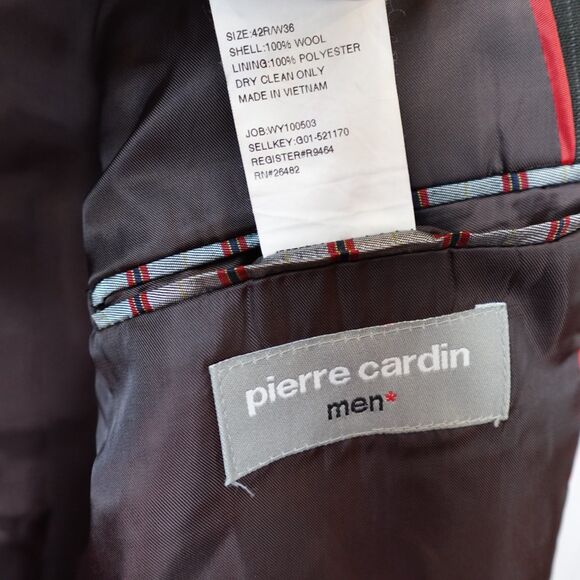 SIZE:42R/W36
SHELL:100% WOOL
LINING:100% POLYESTER
DRY CLEAN ONLY
MADE IN VIETNAM
JOB:WY100503
SELLKEY:G01-521170
REGISTER#R9464
RN#26482
pierre cardin
men*